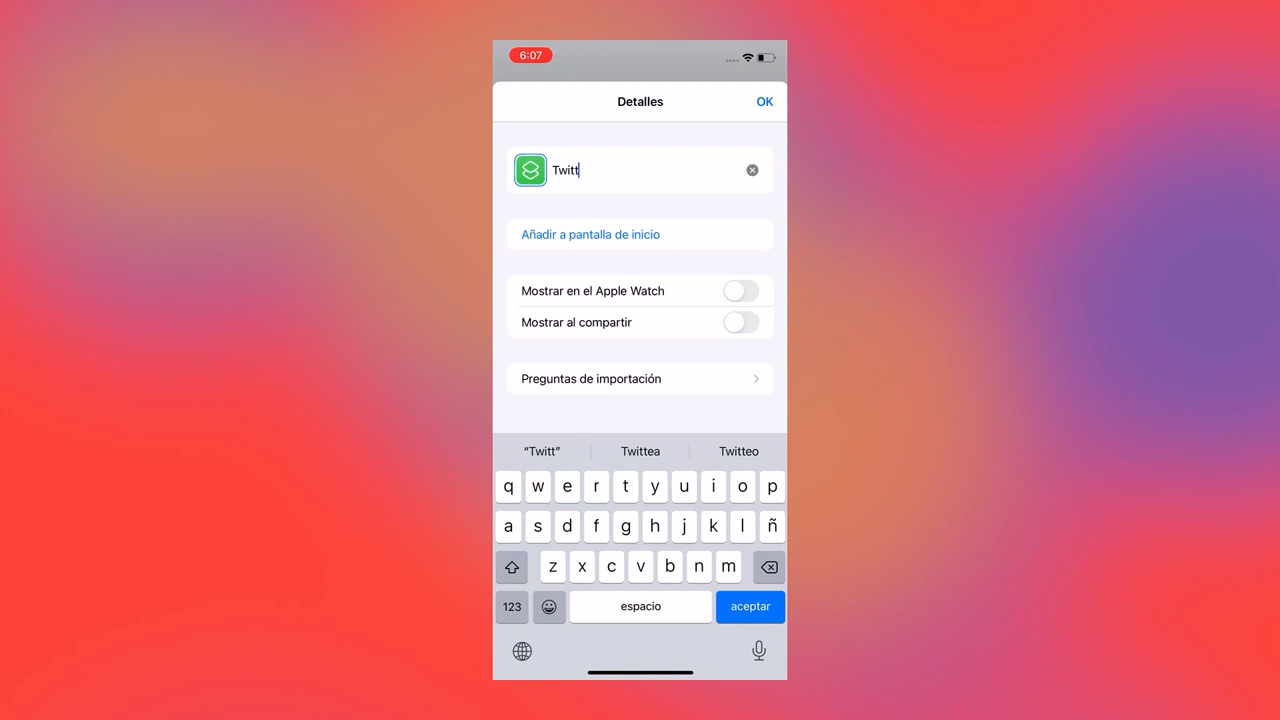 6:07
Detalles
OK
Twitt
Añadir a pantalla de inicio
Mostrar en el Apple Watch
Mostrar al compartir
Preguntas de importación
“Twitt” Twittea Twitteo
q w e r t y u i o p
a s d f g h j k l ñ
z x c v b n m
123 espacio aceptar